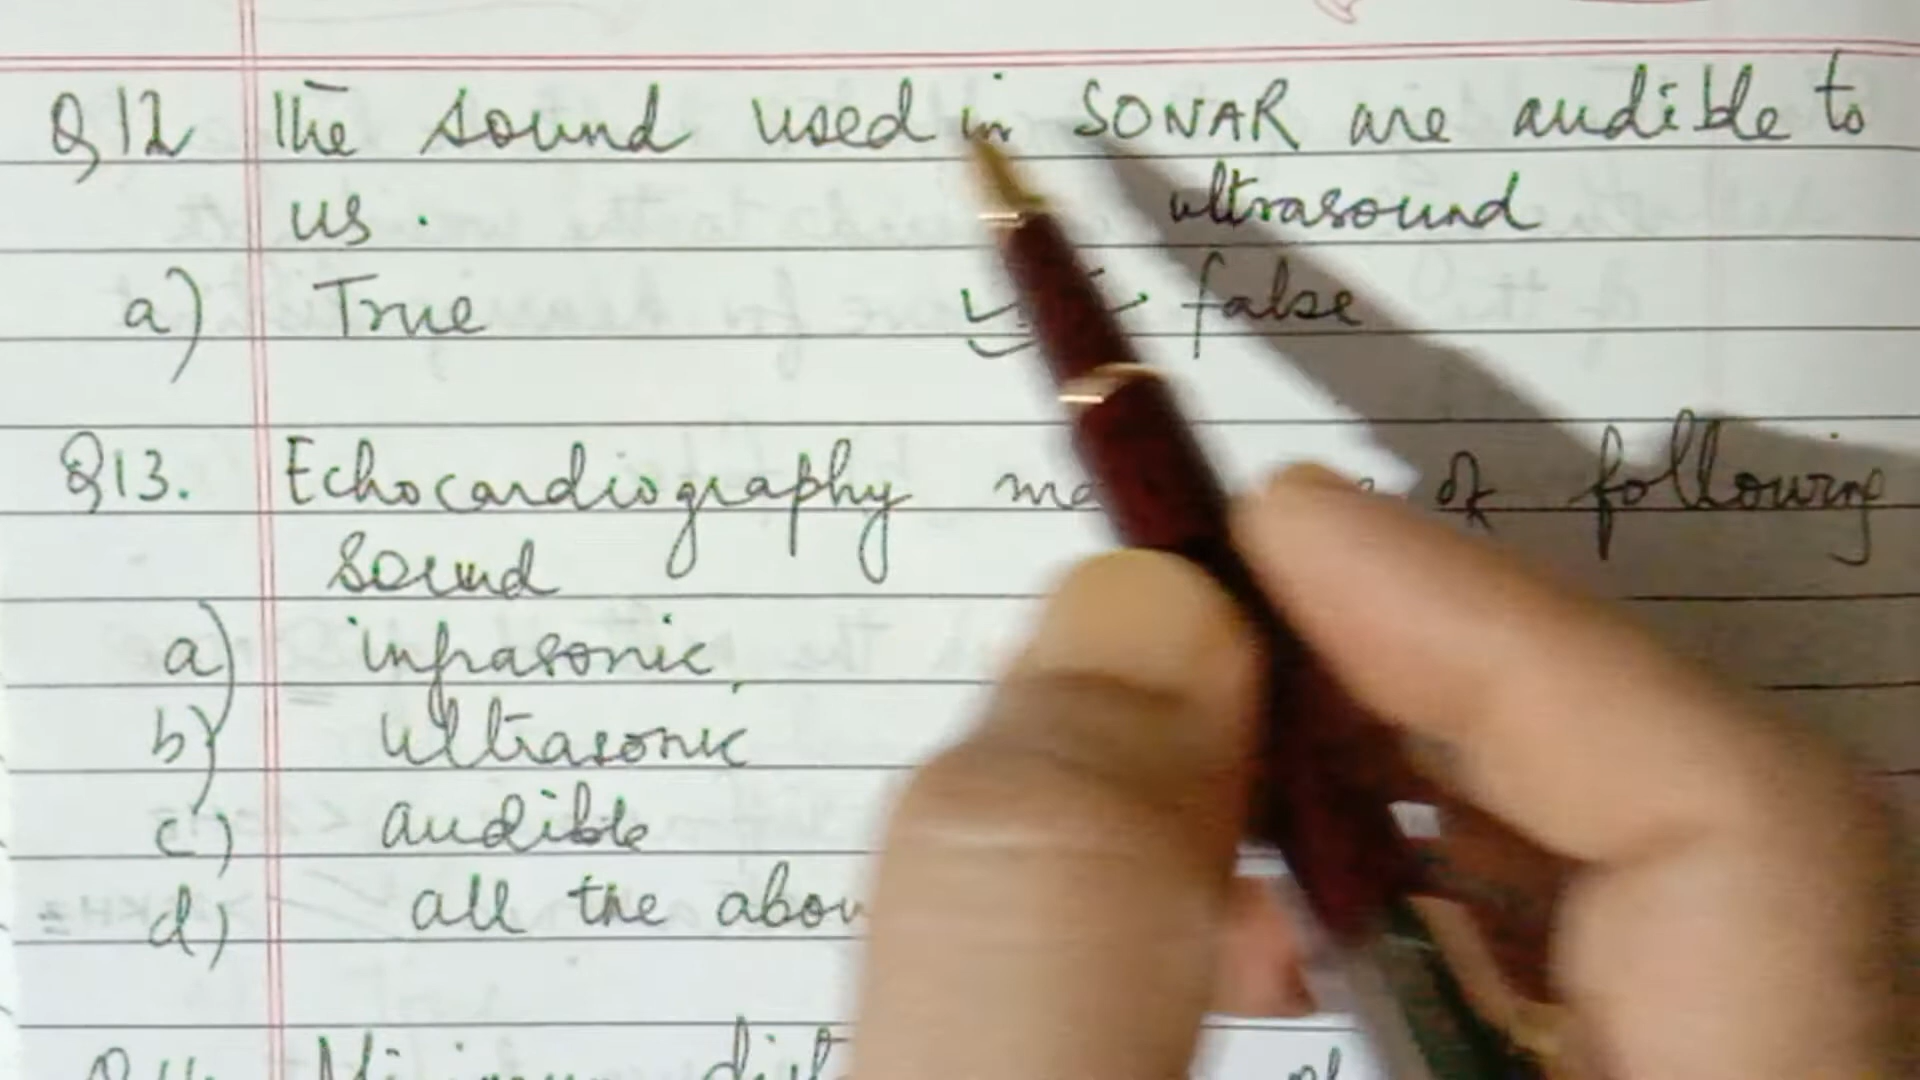 Q12 The sound used in SONAR are audible to
us. ultrasound
a) True false
Q13. Echocardiography of following
sound
a) infrasonic
b) ultrasonic
c) audible
d) all the